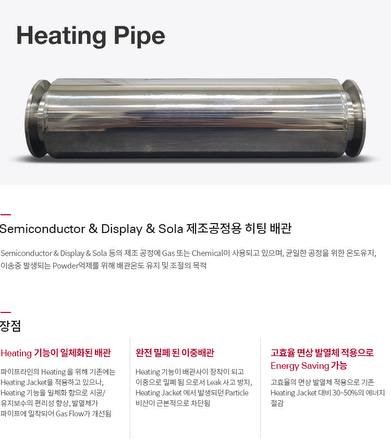 Heating Pipe
Semiconductor & Display & Sola 제조공정용 히팅 배관
Semiconductor & Display & Sola 등의 제조 공정에 Gas 또는 Chemical이 사용되고 있으며, 균일한 공정을 위한 온도유지,
이송중 발생되는 Powder억제를 위해 배관온도 유지 및 조절의 목적
장점
Heating 기능이 일체화된 배관
파이프라인의 Heating 을 위해 기존에는
Heating Jacket을 적용하고 있으나,
Heating 기능을 일체화 함으로 시공/
유지보수의 편리성 향상, 발열체가
파이프에 밀착되어 Gas Flow가 개선됨
완전 밀폐 된 이중배관
Heating 기능이 배관사이 장착이 되고
이중으로 밀폐 됨 으로서 Leak 사고 방지,
Heating Jacket 에서 발생되던 Particle
비산이 근본적으로 차단됨
고효율 면상 발열체 적용으로
Energy Saving 가능
고효율의 면상 발열체 적용으로 기존
Heating Jacket 대비 30~50%의 에너지
절감